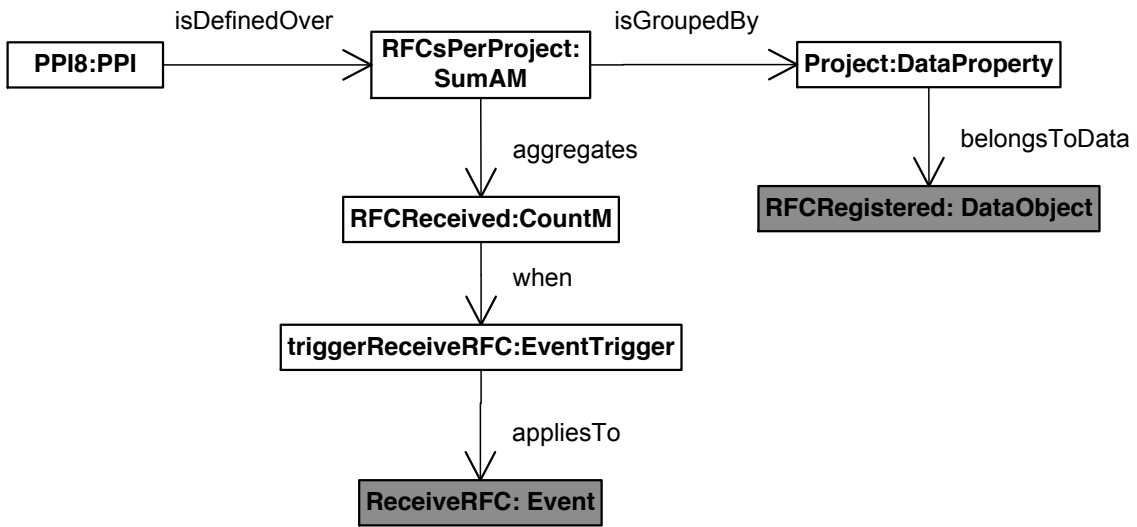 isDefinedOver
isGroupedBy
PPI8:PPI
RFCsPerProject:
SumAM
Project:DataProperty
aggregates
belongsToData
RFCReceived:CountM
RFCRegistered: DataObject
when
triggerReceiveRFC:EventTrigger
appliesTo
ReceiveRFC: Event